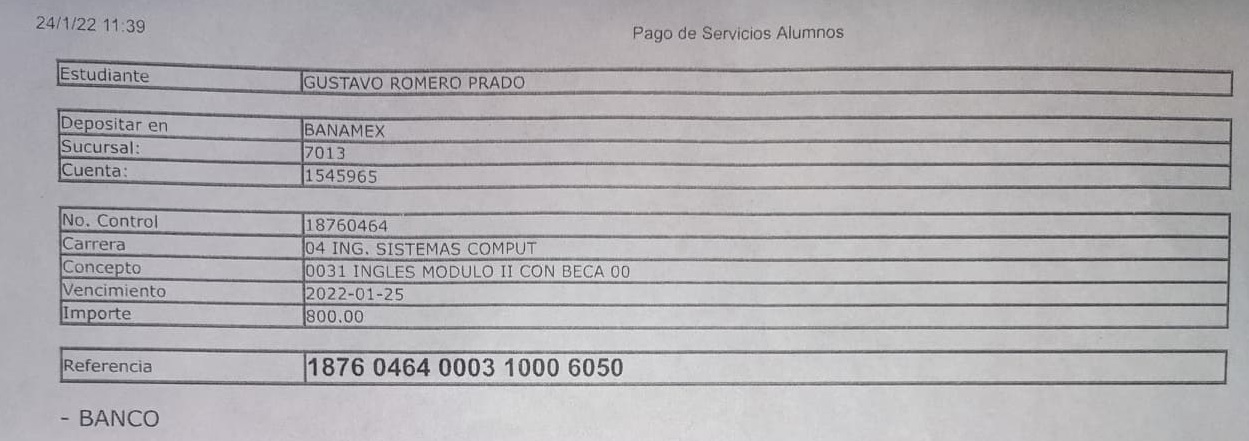 24/1/22 11:39
Pago de Servicios Alumnos
Estudiante GUSTAVO ROMERO PRADO
Depositar en BANAMEX
Sucursal: 7013
Cuenta: 1545965
No. Control 18760464
Carrera 04 ING. SISTEMAS COMPUT
Concepto 0031 INGLES MODULO II CON BECA 00
Vencimiento 2022-01-25
Importe 800.00
Referencia 1876 0464 0003 1000 6050
- BANCO